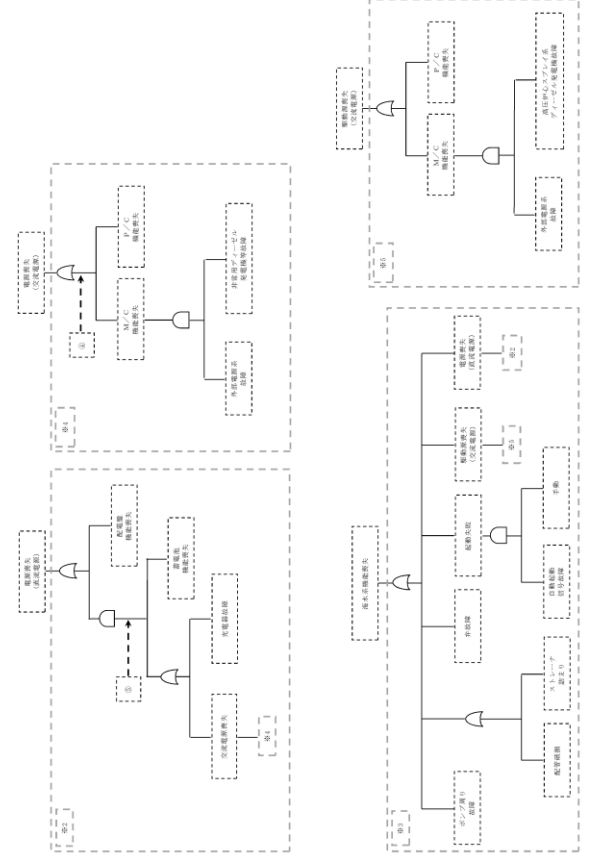 ※2
電源喪失
(直流電源)
配電盤
機能喪失
⑤
蓄電池
機能喪失
交流電源喪失
充電器故障
※4
※4
電源喪失
(交流電源)
④
M/C
機能喪失
P/C
機能喪失
外部電源系
故障
非常用ディーゼル
発電機等故障
※3
海水系機能喪失
ポンプ周り
故障
配管破損
ストレーナ
詰まり
弁故障
起動失敗
自動起動
信号故障
手動
駆動源喪失
(交流電源)
※5
電源喪失
(直流電源)
※2
※5
駆動源喪失
(交流電源)
M/C
機能喪失
P/C
機能喪失
外部電源系
故障
高圧炉心スプレイ系
ディーゼル発電機故障